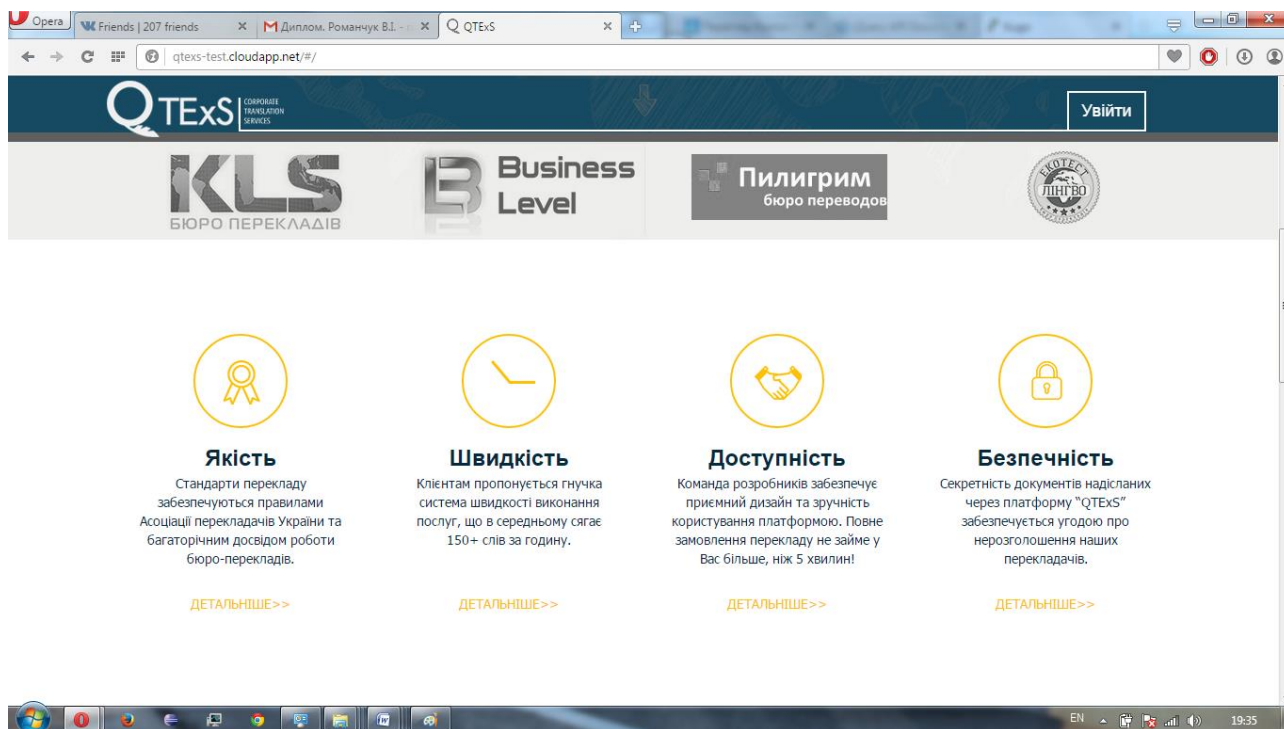 Opera
Friends | 207 friends
Диплом. Романчук В.І. -
QTExS
qtexs-test.cloudapp.net/#/
QTExS
CORPORATE
TRANSLATION
SERVICES
Увійти
KLS
БЮРО ПЕРЕКЛАДІВ
Business
Level
Пилигрим
бюро переводов
ЕКОТЕСТ
ЛІНГВО
Якість
Стандарти перекладу
забезпечуються правилами
Асоціації перекладачів України та
багаторічним досвідом роботи
бюро-перекладів.
ДЕТАЛЬНІШЕ>>
Швидкість
Клієнтам пропонується гнучка
система швидкості виконання
послуг, що в середньому сягає
150+ слів за годину.
ДЕТАЛЬНІШЕ>>
Доступність
Команда розробників забезпечує
приємний дизайн та зручність
користування платформою. Повне
замовлення перекладу не займе у
Вас більше, ніж 5 хвилин!
ДЕТАЛЬНІШЕ>>
Безпечність
Секретність документів надісланих
через платформу “QTExS”
забезпечується угодою про
нерозголошення наших
перекладачів.
ДЕТАЛЬНІШЕ>>
EN
19:35